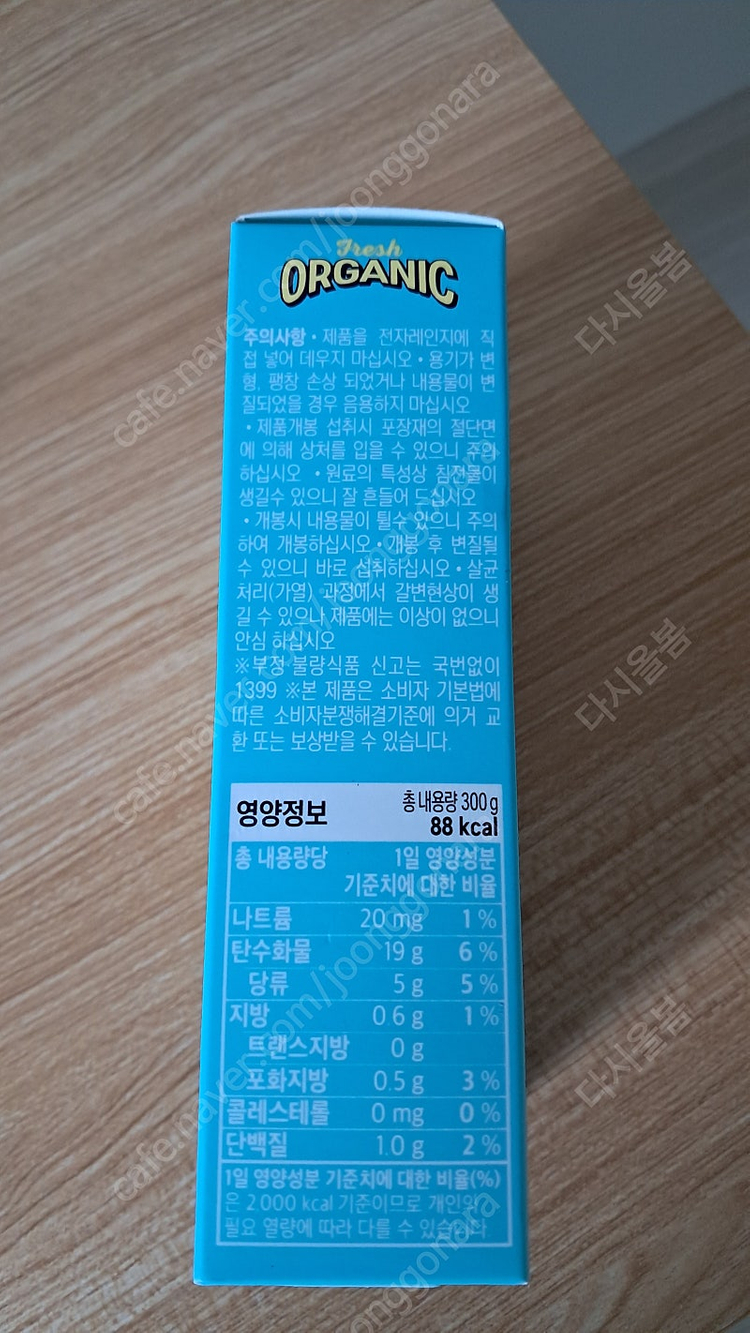 Fresh
ORGANIC
주의사항 • 제품을 전자레인지에 직
접 넣어 데우지 마십시오 • 용기가 변
형, 팽창 손상 되었거나 내용물이 변
질되었을 경우 음용하지 마십시오
• 제품개봉 섭취시 포장재의 절단면
에 의해 상처를 입을 수 있으니 주의
하십시오 • 원료의 특성상 침전물이
생길수 있으니 잘 흔들어 드십시오
• 개봉시 내용물이 튈수 있으니 주의
하여 개봉하십시오 • 개봉 후 변질될
수 있으니 바로 섭취하십시오 • 살균
처리(가열) 과정에서 갈변현상이 생
길 수 있으나 제품에는 이상이 없으니
안심 하십시오
※부정 불량식품 신고는 국번없이
1399 ※본 제품은 소비자 기본법에
따른 소비자분쟁해결기준에 의거 교
환 또는 보상받을 수 있습니다.
영양정보 총 내용량 300 g
88 kcal
총 내용량당 1일 영양성분
기준치에 대한 비율
나트륨 20 mg 1 %
탄수화물 19 g 6 %
당류 5 g 5 %
지방 0.6 g 1 %
트랜스지방 0 g
포화지방 0.5 g 3 %
콜레스테롤 0 mg 0 %
단백질 1.0 g 2 %
1일 영양성분 기준치에 대한 비율(%)
은 2,000 kcal 기준이므로 개인의
필요 열량에 따라 다를 수 있습니다
cafe.naver.com/joonggonara
다시올봄
cafe.naver.com/joonggonara
다시올봄
cafe.naver.com/joonggonara
다시올봄